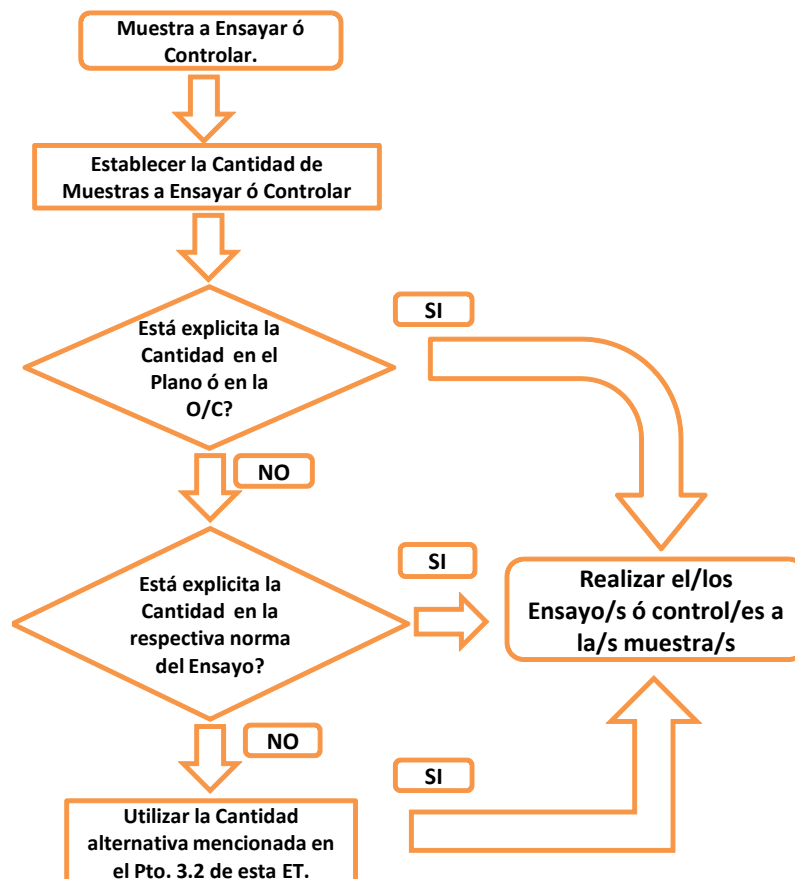 Muestra a Ensayar ó
Controlar.
Establecer la Cantidad de
Muestras a Ensayar ó Controlar
Está explicita la
Cantidad en el
Plano ó en la
O/C?
SI
NO
Está explicita la
Cantidad en la
respectiva norma
del Ensayo?
SI
Realizar el/los
Ensayo/s ó control/es a
la/s muestra/s
NO
Utilizar la Cantidad
alternativa mencionada en
el Pto. 3.2 de esta ET.
SI